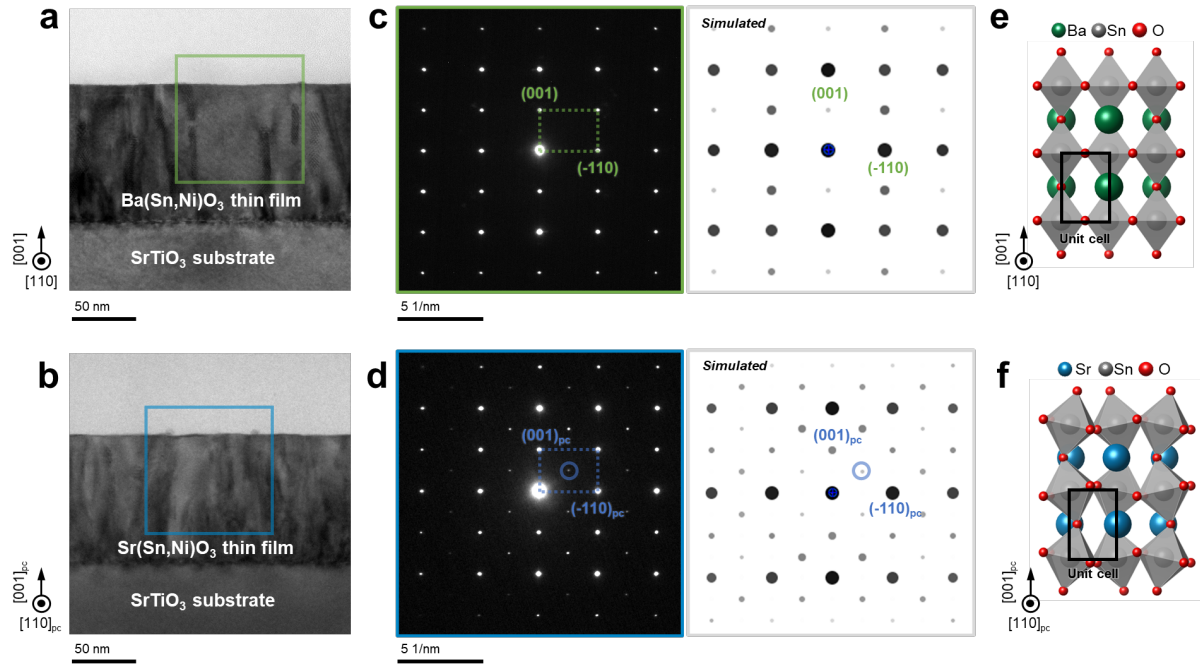 a
Ba(Sn,Ni)O₃ thin film
SrTiO₃ substrate
[001]
[110]
50 nm
c
(001)
(-110)
5 1/nm
Simulated
(001)
(-110)
e
Ba Sn O
Unit cell
[001]
[110]
b
Sr(Sn,Ni)O₃ thin film
SrTiO₃ substrate
[001]pc
[110]pc
50 nm
d
(001)pc
(-110)pc
5 1/nm
Simulated
(001)pc
(-110)pc
f
Sr Sn O
Unit cell
[001]pc
[110]pc